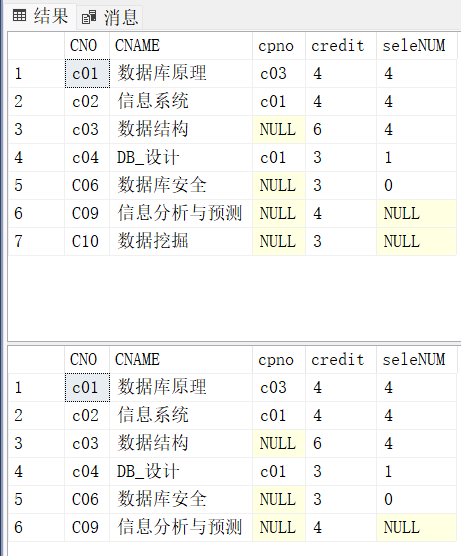 结果 消息
CNO CNAME cpno credit seleNUM
1 c01 数据库原理 c03 4 4
2 c02 信息系统 c01 4 4
3 c03 数据结构 NULL 6 4
4 c04 DB_设计 c01 3 1
5 C06 数据库安全 NULL 3 0
6 C09 信息分析与预测 NULL 4 NULL
7 C10 数据挖掘 NULL 3 NULL
CNO CNAME cpno credit seleNUM
1 c01 数据库原理 c03 4 4
2 c02 信息系统 c01 4 4
3 c03 数据结构 NULL 6 4
4 c04 DB_设计 c01 3 1
5 C06 数据库安全 NULL 3 0
6 C09 信息分析与预测 NULL 4 NULL